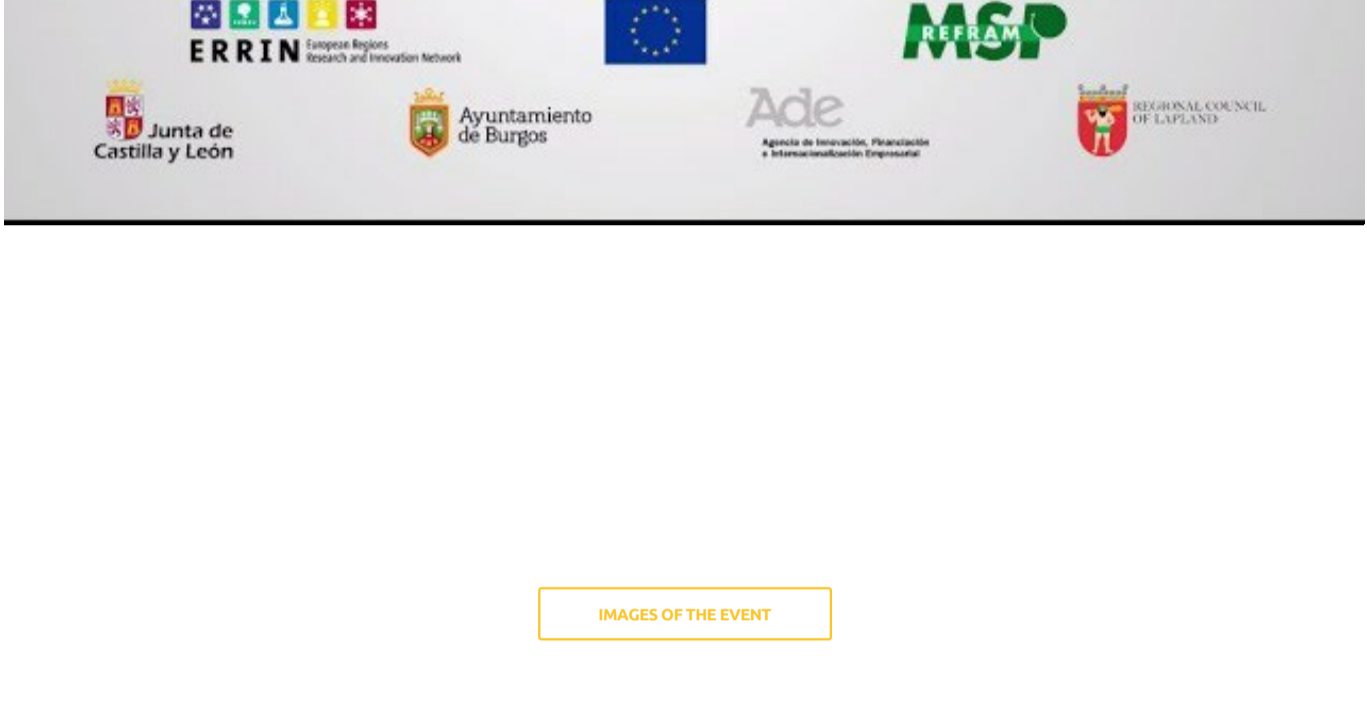 MSP
REFRAM
ERRIN European Regions
Research and Innovation Network
Junta de
Castilla y León
Ayuntamiento
de Burgos
Ade
Agencia de Innovación, Financiación
e Internacionalización Empresarial
REGIONAL COUNCIL
OF LAPLAND
IMAGES OF THE EVENT